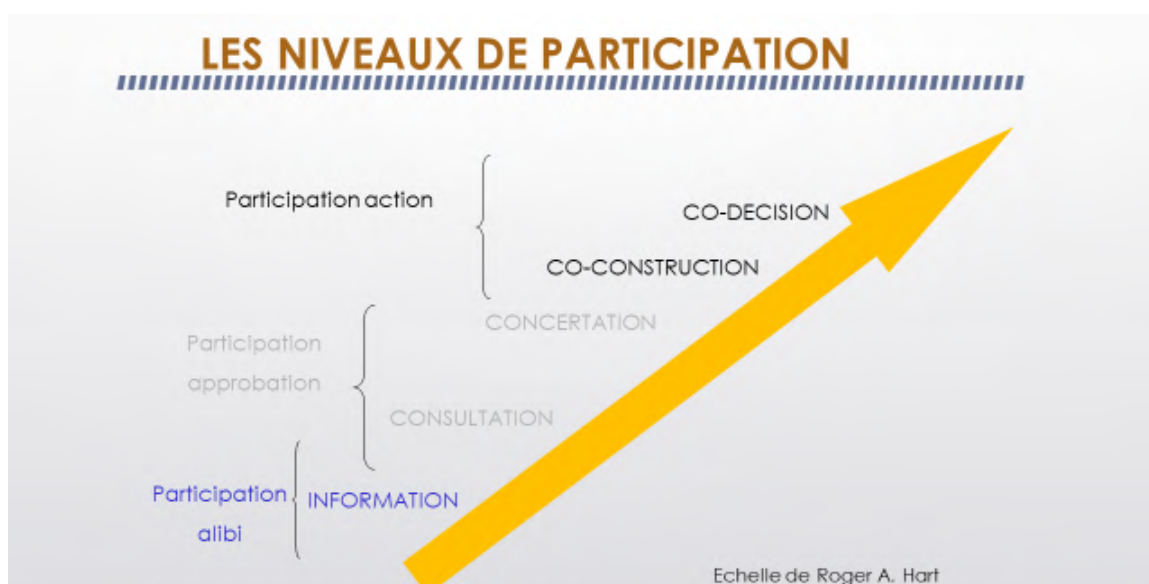 LES NIVEAUX DE PARTICIPATION
Participation action
CO-DECISION
CO-CONSTRUCTION
CONCERTATION
Participation
approbation
CONSULTATION
Participation
alibi
INFORMATION
Echelle de Roger A. Hart